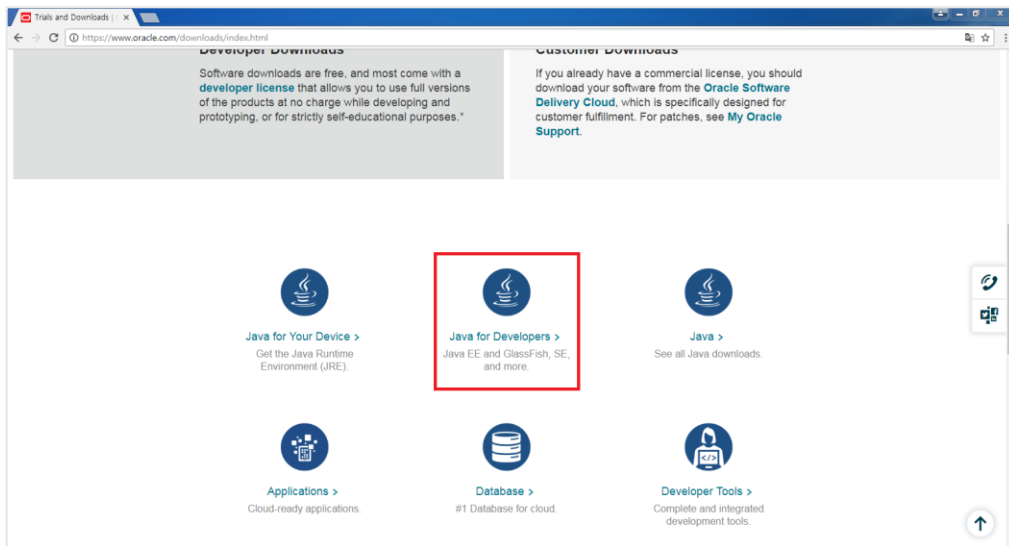 Trials and Downloads |
https://www.oracle.com/downloads/index.html
Developer Downloads
Software downloads are free, and most come with a
developer license that allows you to use full versions
of the products at no charge while developing and
prototyping, or for strictly self-educational purposes."
Customer Downloads
If you already have a commercial license, you should
download your software from the Oracle Software
Delivery Cloud, which is specifically designed for
customer fulfillment. For patches, see My Oracle
Support.
Java for Your Device >
Get the Java Runtime
Environment (JRE).
Java for Developers >
Java EE and GlassFish, SE,
and more.
Java >
See all Java downloads.
Applications >
Cloud-ready applications.
Database >
#1 Database for cloud.
Developer Tools >
Complete and integrated
development tools.